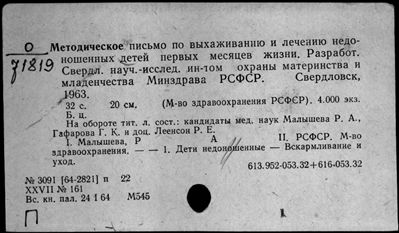 О Методическое письмо по выхаживанию и лечению недо-
71819 ношенных детей первых месяцев жизни. Разработ.
Свердл. науч.-исслед. ин-том охраны материнства и
младенчества Минздрава РСФСР. Свердловск,
1963.
32 с. 20 см. (М-во здравоохранения РСФСР). 4.000 экз.
Б. ц.
На обороте тит. л. сост.: кандидаты мед. наук Малышева Р. А.,
Гафарова Г. К. и доц. Леенсон Р. Е.
I. Малышева, Р А II. РСФСР. М-во
здравоохранения. — — 1. Дети недоношенные — Вскармливание и
уход.
613.952-053.32+616-053.32
№ 3091 [64-2821] п 22
XXVII № 161
Вс. кн. пал. 24 I 64 М545
П